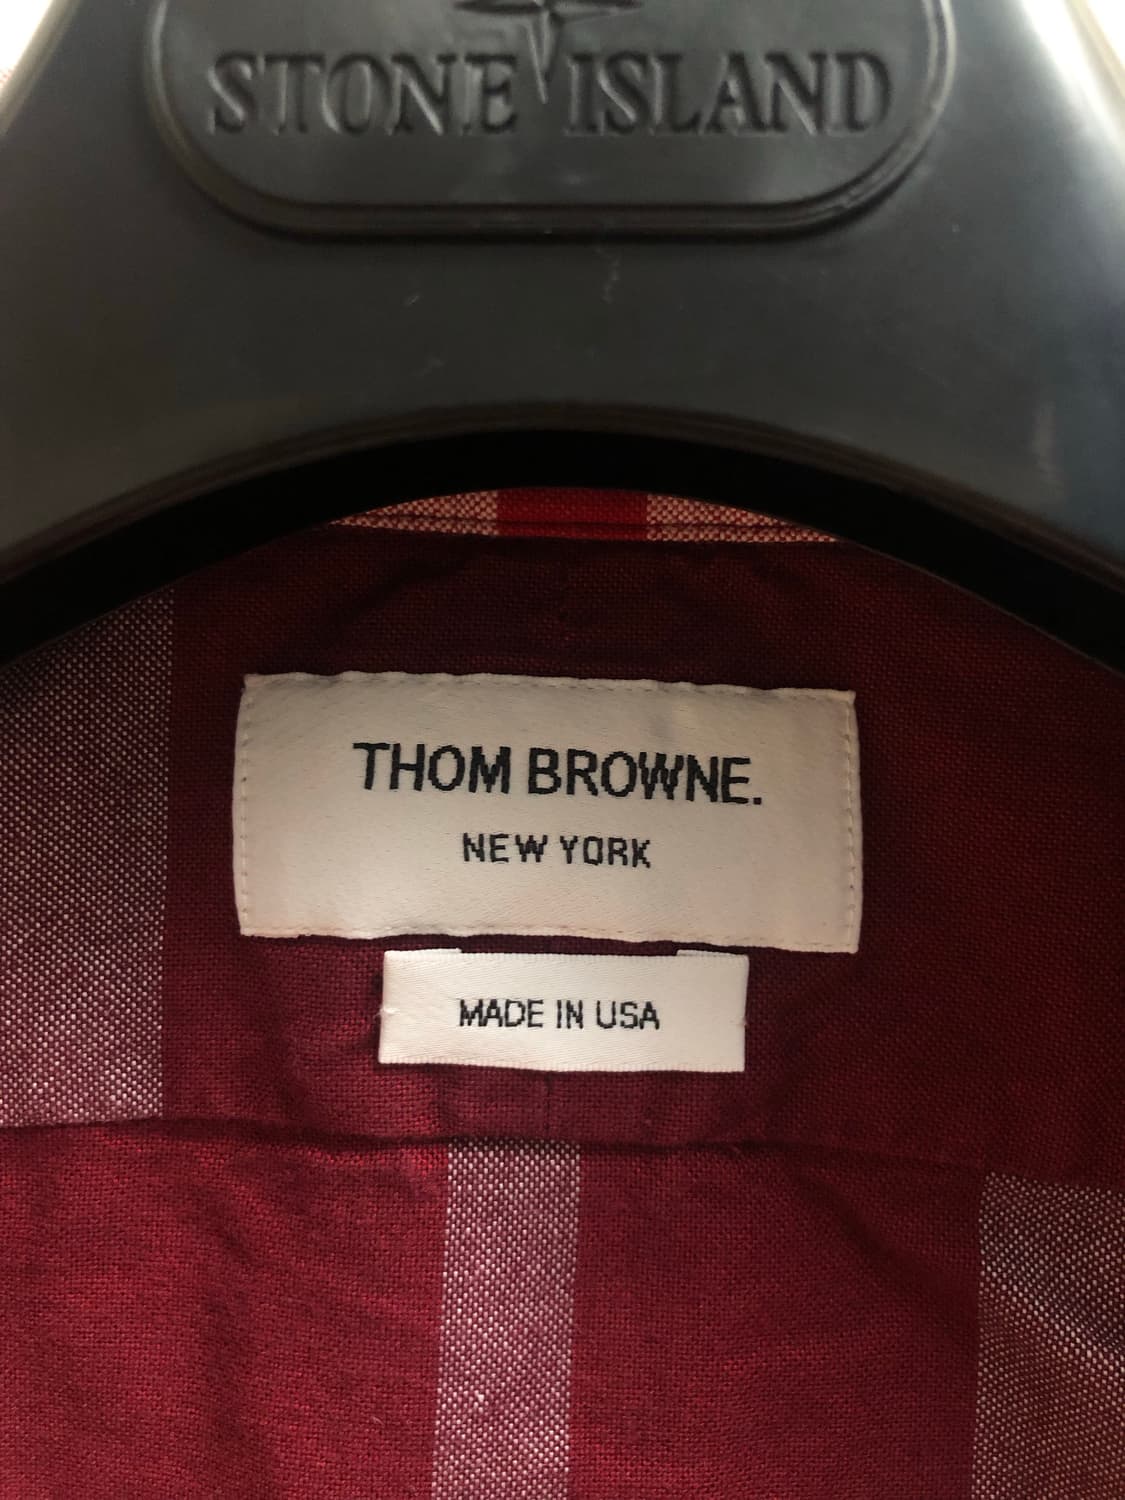 STONE ISLAND
THOM BROWNE.
NEW YORK
MADE IN USA